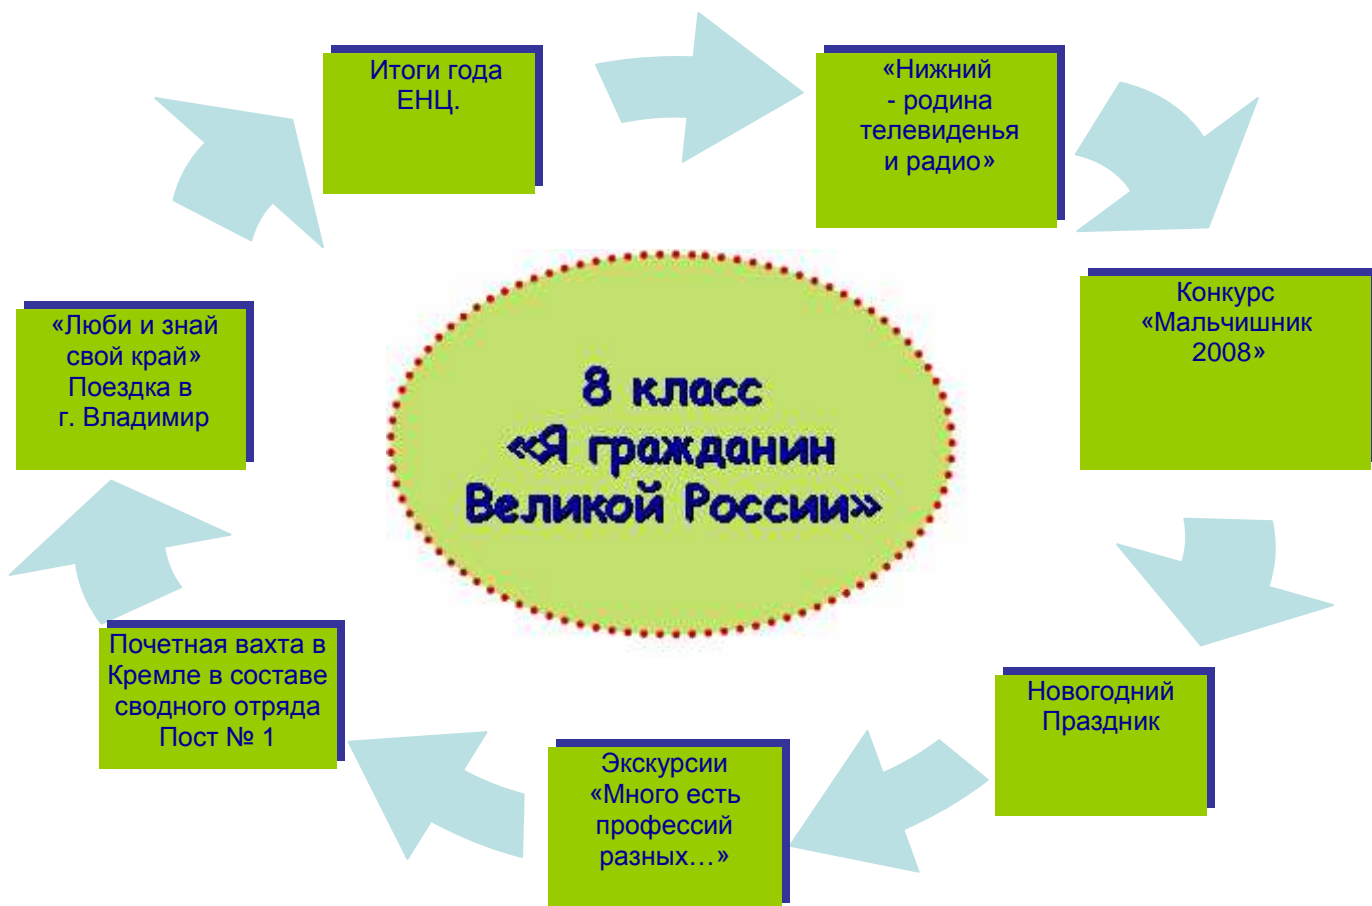 Итоги года
ЕНЦ.
«Нижний
- родина
телевиденья
и радио»
Конкурс
«Мальчишник
2008»
Новогодний
Праздник
Экскурсии
«Много есть
профессий
разных…»
Почетная вахта в
Кремле в составе
сводного отряда
Пост № 1
«Люби и знай
свой край»
Поездка в
г. Владимир
8 класс
«Я гражданин
Великой России»